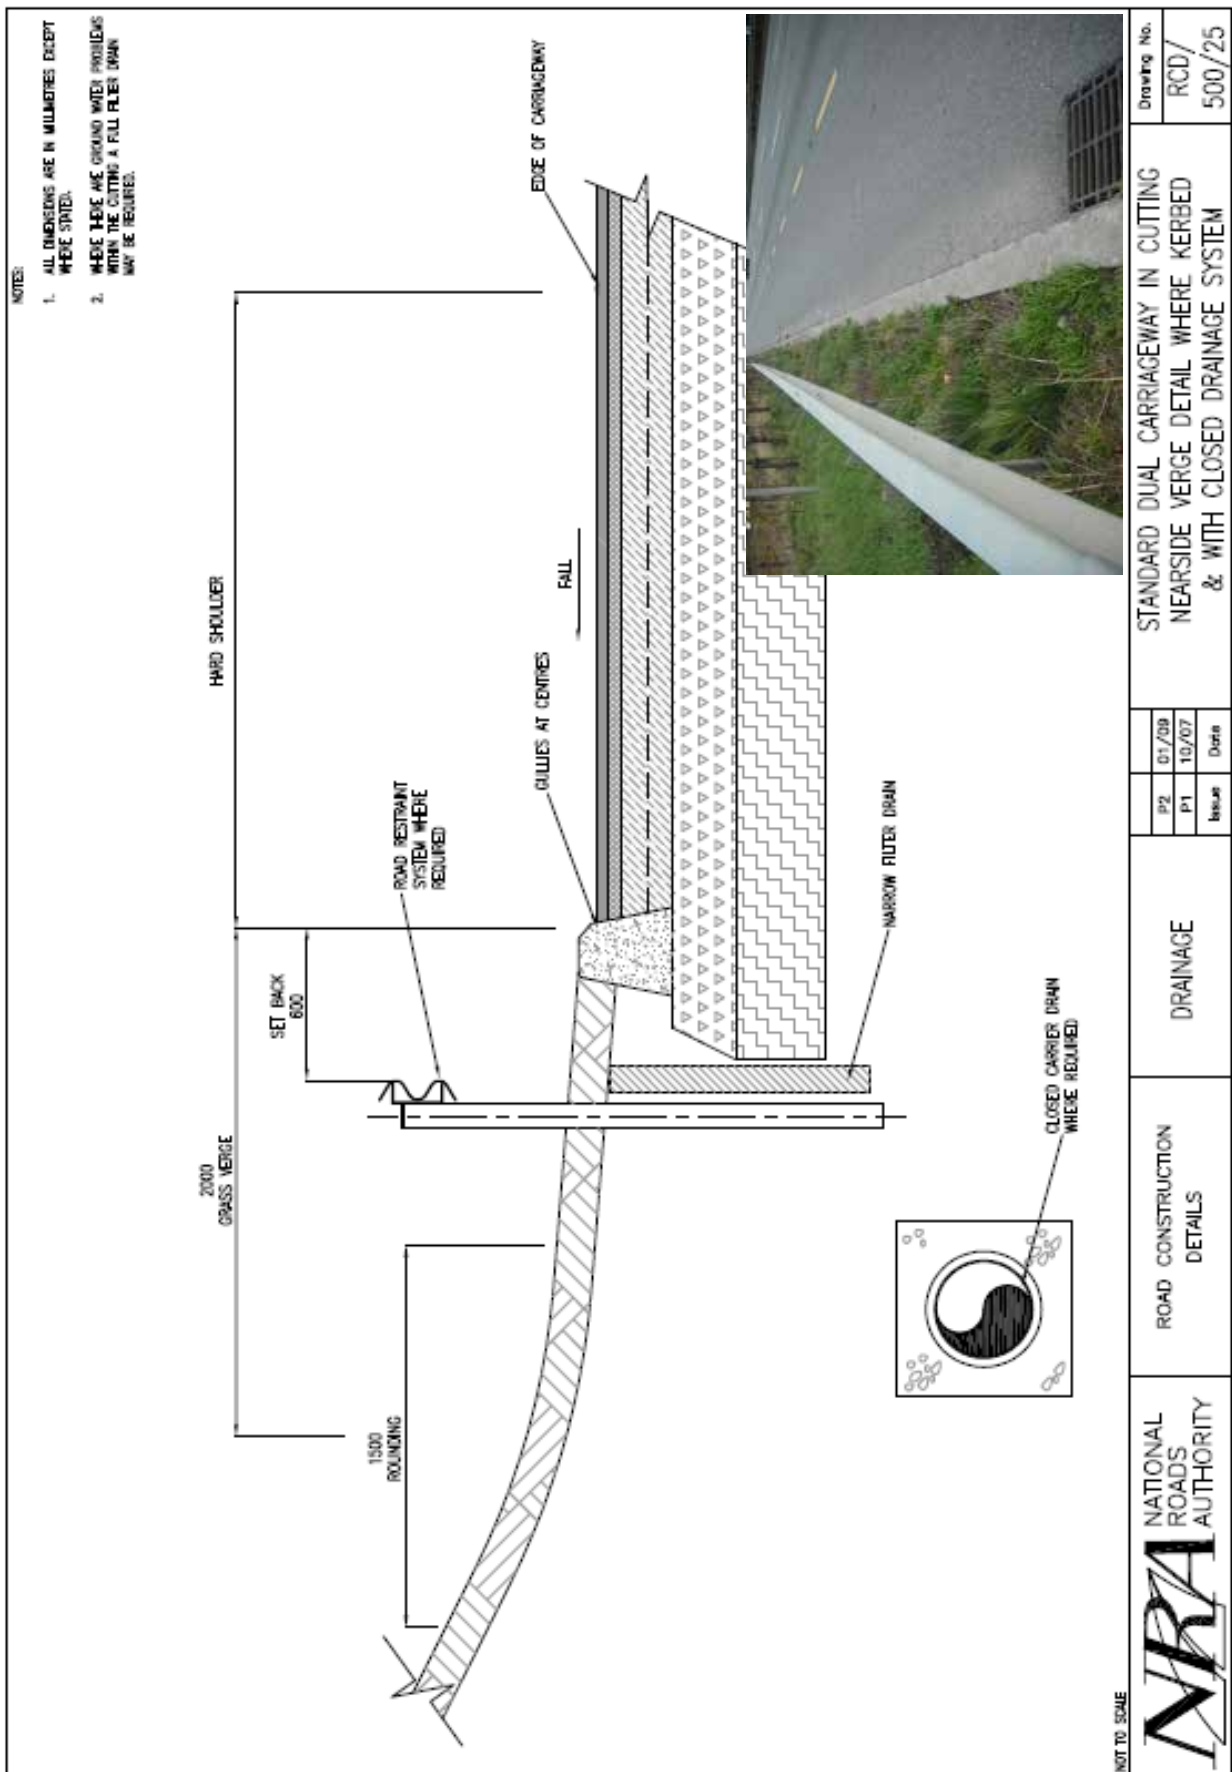 NOTES:
1. ALL DIMENSIONS ARE IN MILLIMETRES EXCEPT
WHERE STATED.
2. WHERE THERE ARE GROUND WATER PROBLEMS
WITHIN THE CUTTING A FULL FILTER DRAIN
MAY BE REQUIRED.
2000
GRASS VERGE
HARD SHOULDER
SET BACK
600
1500
ROUNDING
ROAD RESTRAINT
SYSTEM WHERE
REQUIRED
GULLIES AT CENTRES
FALL
EDGE OF CARRIAGEWAY
NARROW FILTER DRAIN
CLOSED CARRIER DRAIN
WHERE REQUIRED
NOT TO SCALE
NRA
NATIONAL
ROADS
AUTHORITY
ROAD CONSTRUCTION
DETAILS
DRAINAGE
P2 01/09
P1 10/07
Issue Date
STANDARD DUAL CARRIAGEWAY IN CUTTING
NEARSIDE VERGE DETAIL WHERE KERBED
& WITH CLOSED DRAINAGE SYSTEM
Drawing No.
RCD/
500/25